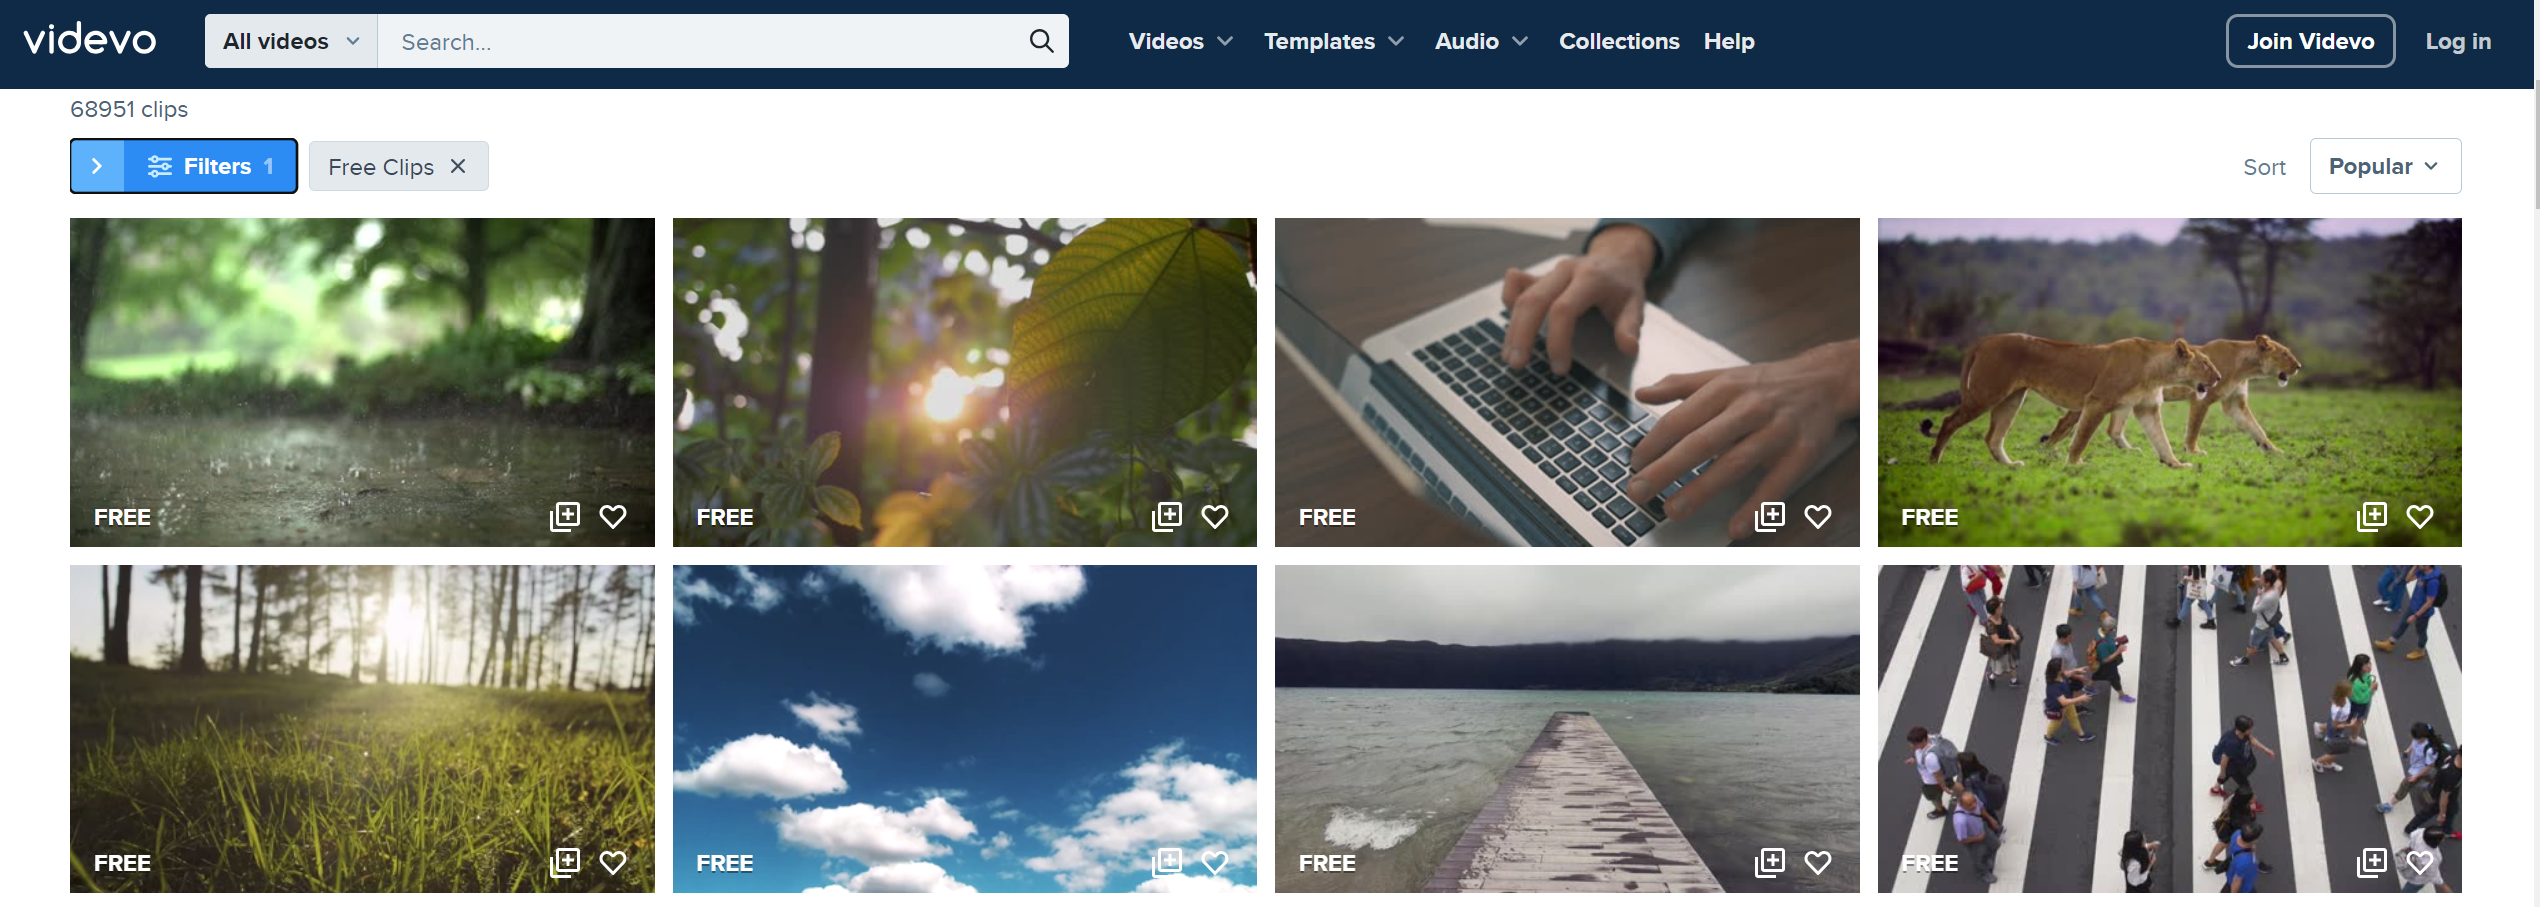 videvo All videos Search... Videos Templates Audio Collections Help Join Videvo Log in
68951 clips
Filters 1 Free Clips Sort Popular
FREE FREE FREE FREE
FREE FREE FREE FREE